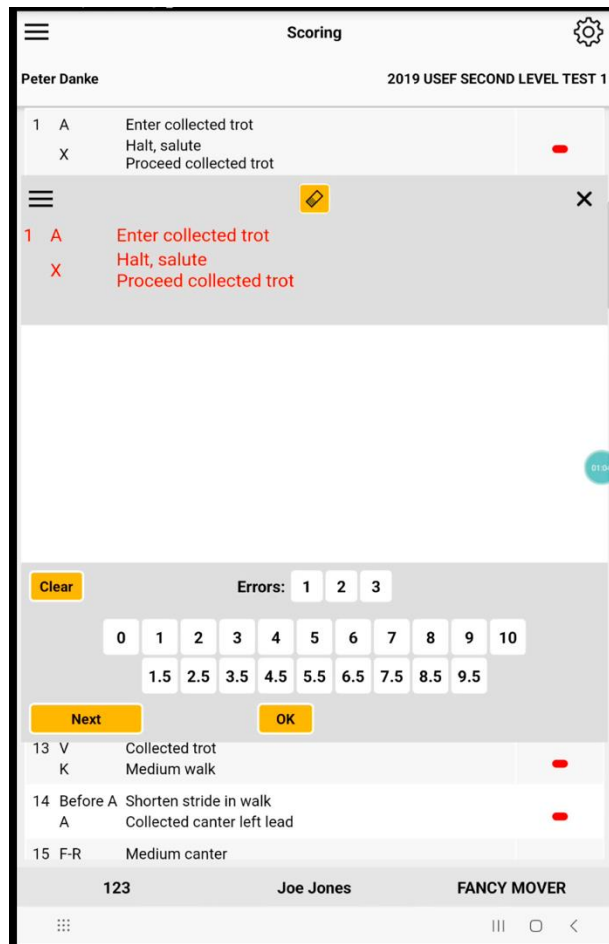 Scoring
Peter Danke 2019 USEF SECOND LEVEL TEST 1
1 A Enter collected trot
X Halt, salute
Proceed collected trot
1 A Enter collected trot
X Halt, salute
Proceed collected trot
01:04
Clear Errors: 1 2 3
0 1 2 3 4 5 6 7 8 9 10
1.5 2.5 3.5 4.5 5.5 6.5 7.5 8.5 9.5
Next OK
13 V Collected trot
K Medium walk
14 Before A Shorten stride in walk
A Collected canter left lead
15 F-R Medium canter
123 Joe Jones FANCY MOVER